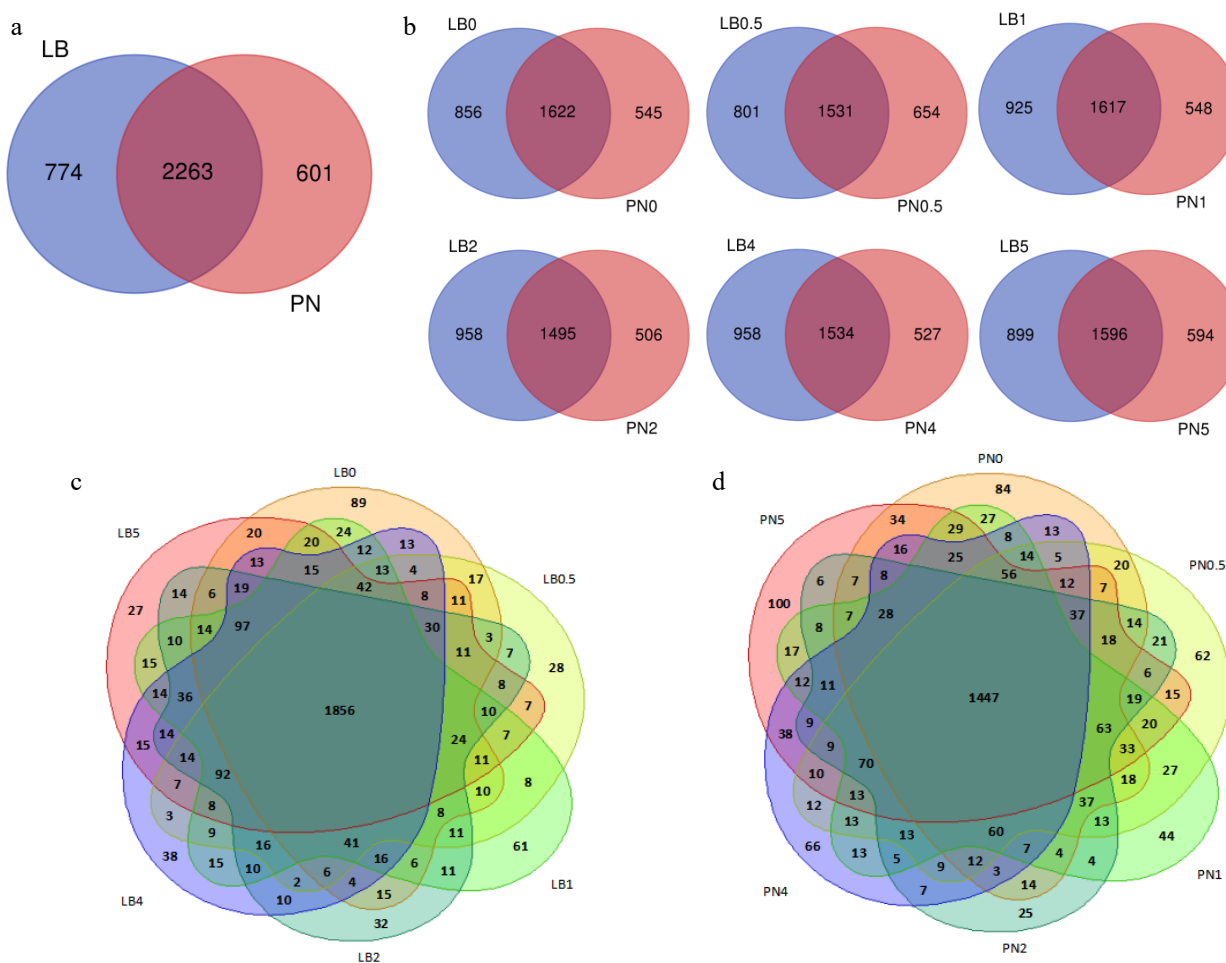 a
LB
774 2263 601
PN
b
LB0
856 1622 545
PN0
LB0.5
801 1531 654
PN0.5
LB1
925 1617 548
PN1
LB2
958 1495 506
PN2
LB4
958 1534 527
PN4
LB5
899 1596 594
PN5
c
LB0
89
LB5
20 24 13
20 12 LB0.5
13 15 13 4 17
19 42 8 11
27 14 6 3
10 14 97 30 11 7 28
15 8
14 36 10 7
1856
15 14 24 7
14 11
7 92 10 8
3 8 8
9 16 41 11
38 15 10 16 6 11 61
2 6 4
10 15
LB4 LB1
32
LB2
d
PN0
84
PN5
34 29 27 13
8 5 20 PN0.5
16 25 14
8 56 12 7
100 6 7 37 14
8 7 28 18 21 62
17 6
12 11 19 15
1447
38 9 63 20
9 33
10 70 18 27
12 13 37
13 13 60 13
66 13 5 9 12 7 4 4 44
3
7 14
PN4 PN1
25
PN2